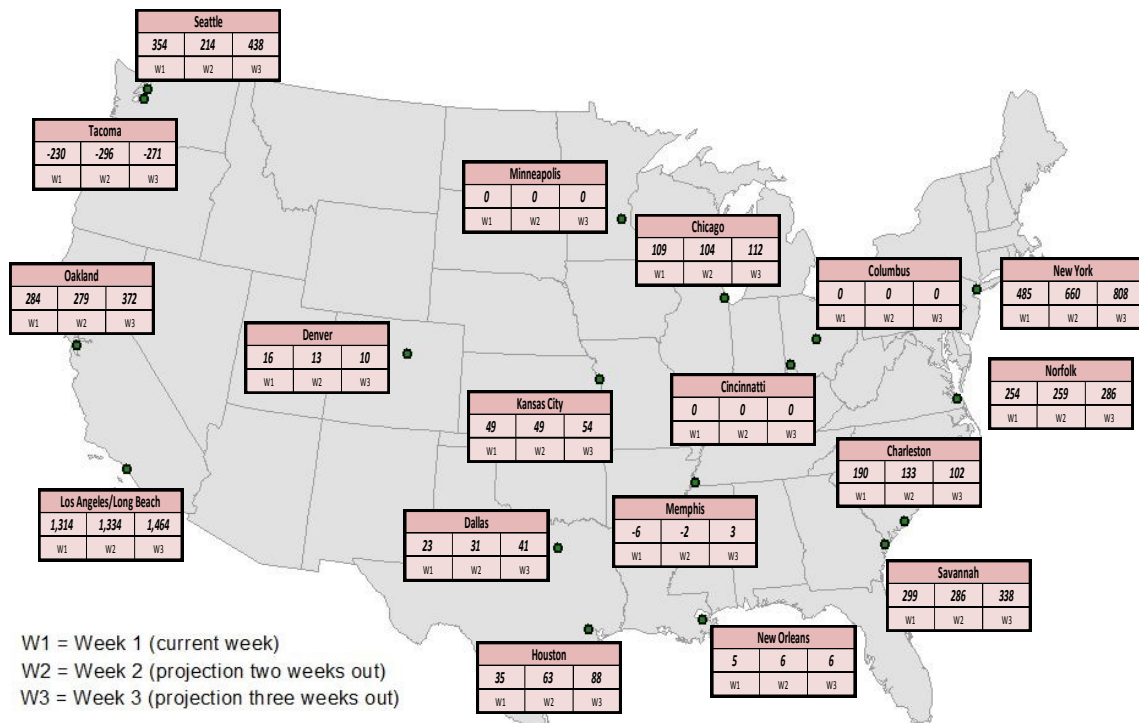 Seattle
354 214 438
W1 W2 W3
Tacoma
-230 -296 -271
W1 W2 W3
Minneapolis
0 0 0
W1 W2 W3
Chicago
109 104 112
W1 W2 W3
Oakland
284 279 372
W1 W2 W3
Columbus
0 0 0
W1 W2 W3
New York
485 660 808
W1 W2 W3
Denver
16 13 10
W1 W2 W3
Cincinnatti
0 0 0
W1 W2 W3
Norfolk
254 259 286
W1 W2 W3
Kansas City
49 49 54
W1 W2 W3
Charleston
190 133 102
W1 W2 W3
Los Angeles/Long Beach
1,314 1,334 1,464
W1 W2 W3
Dallas
23 31 41
W1 W2 W3
Memphis
-6 -2 3
W1 W2 W3
Savannah
299 286 338
W1 W2 W3
New Orleans
5 6 6
W1 W2 W3
Houston
35 63 88
W1 W2 W3
W1 = Week 1 (current week)
W2 = Week 2 (projection two weeks out)
W3 = Week 3 (projection three weeks out)